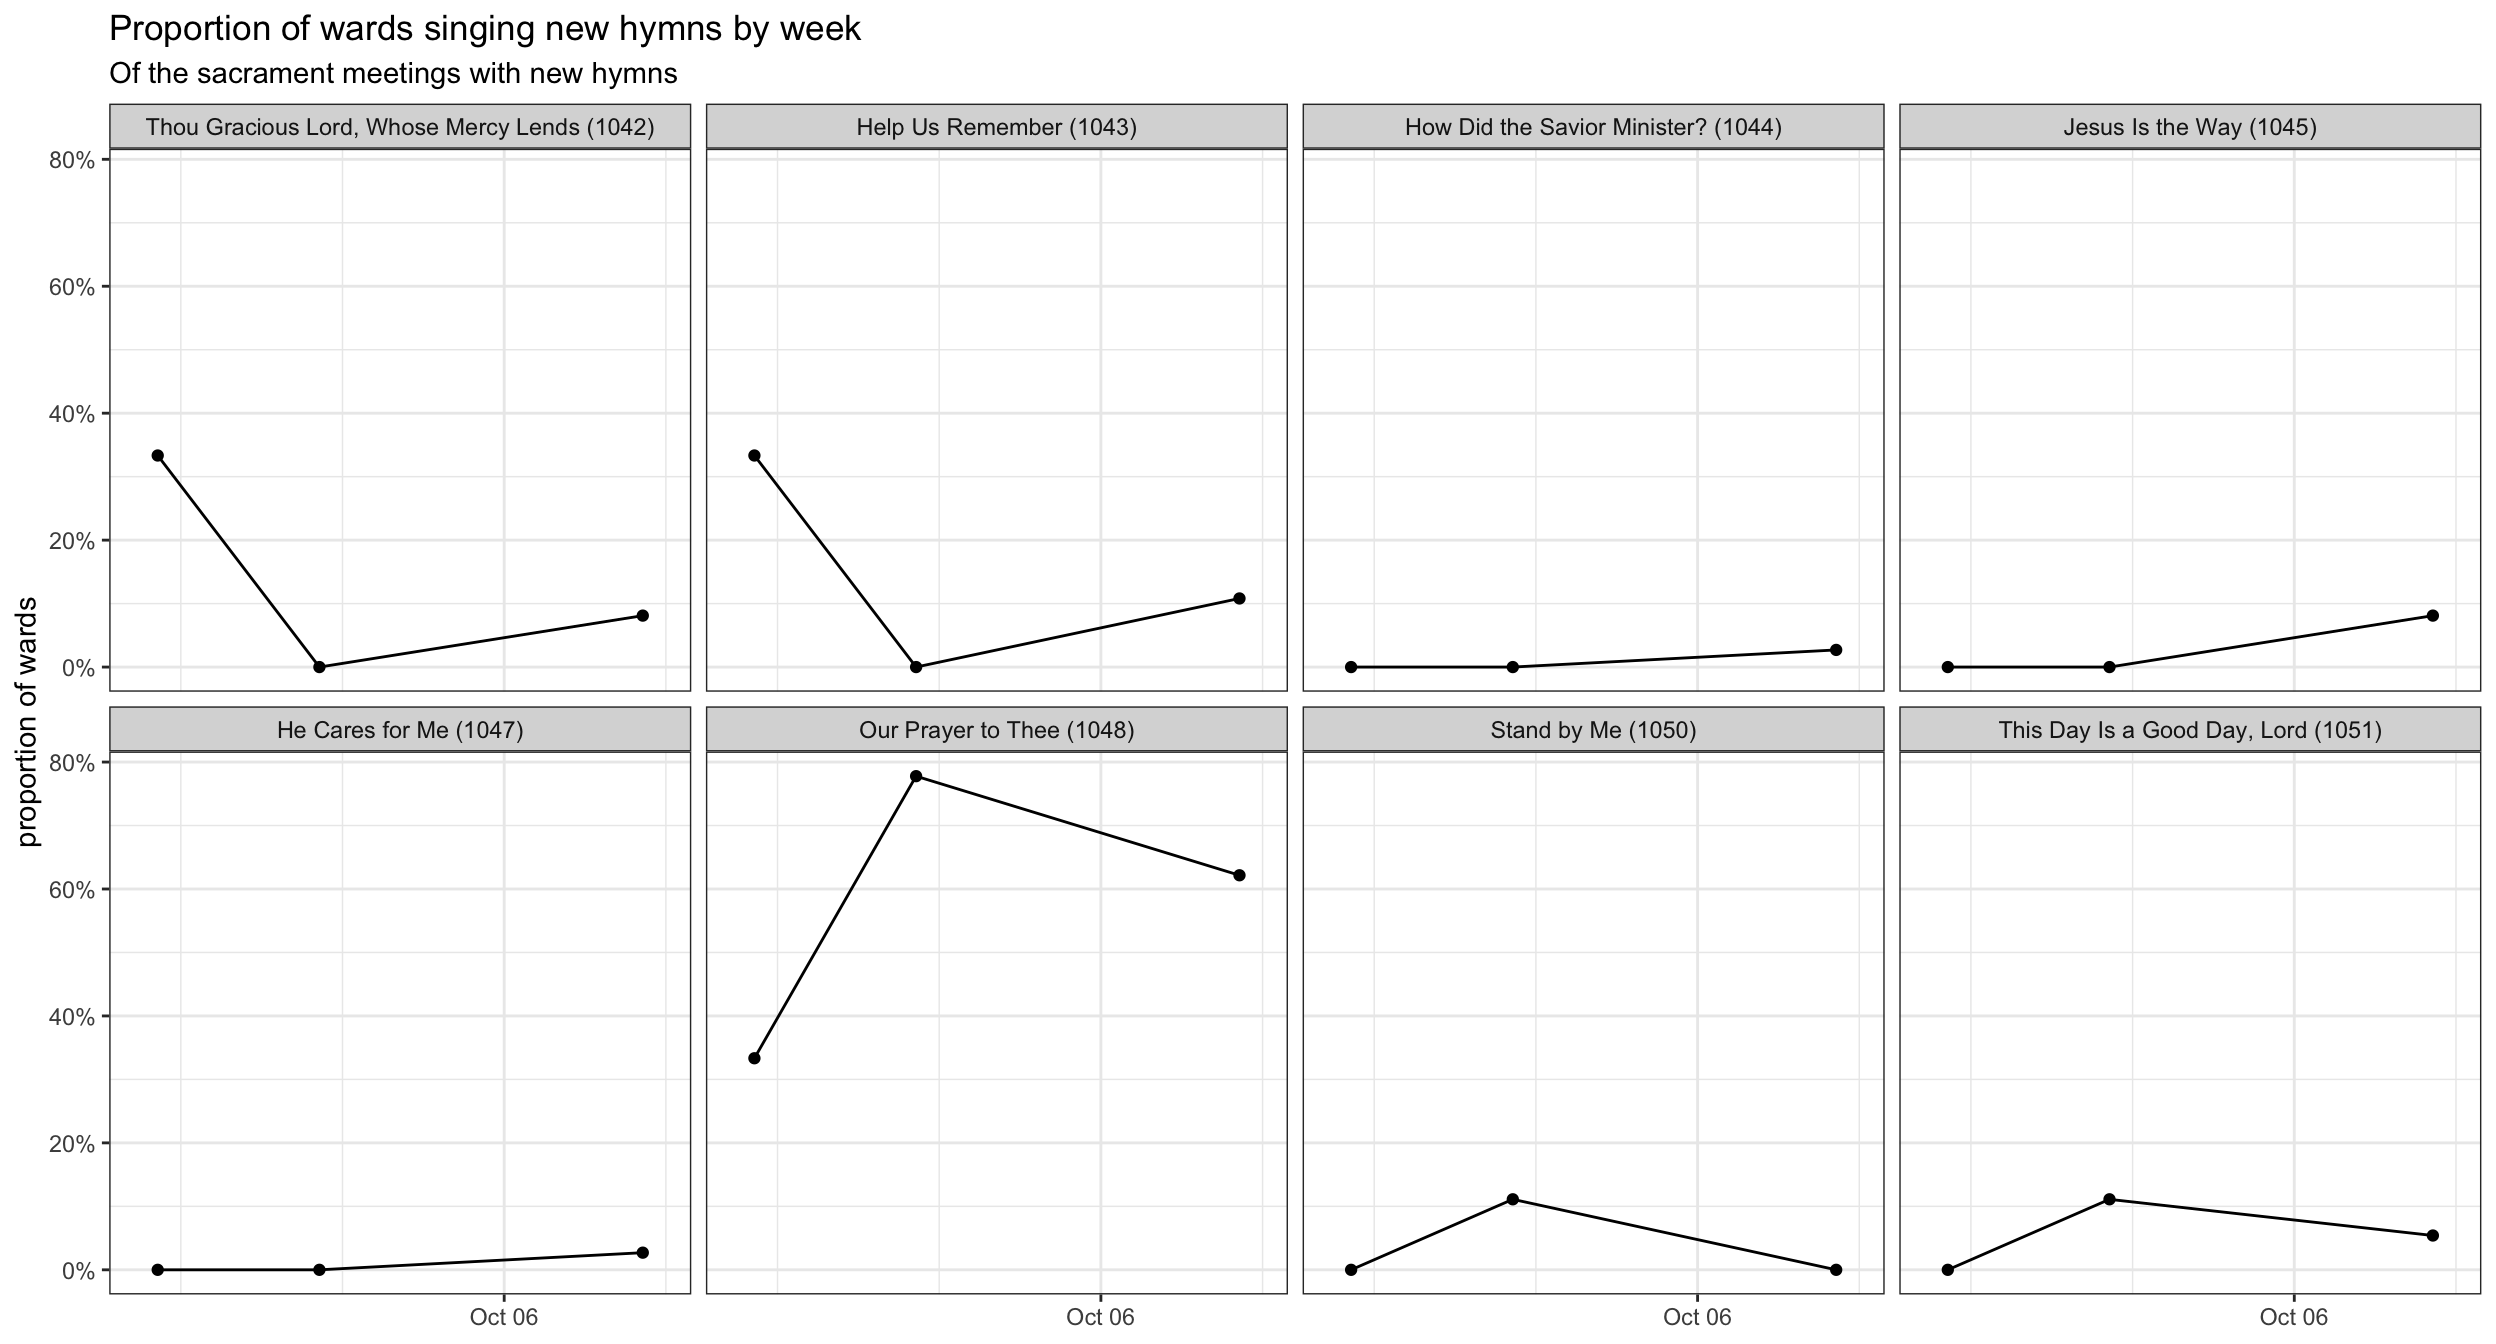 Proportion of wards singing new hymns by week
Of the sacrament meetings with new hymns
Thou Gracious Lord, Whose Mercy Lends (1042)
Help Us Remember (1043)
How Did the Savior Minister? (1044)
Jesus Is the Way (1045)
80%
60%
40%
20%
0%
proportion of wards
He Cares for Me (1047)
Our Prayer to Thee (1048)
Stand by Me (1050)
This Day Is a Good Day, Lord (1051)
80%
60%
40%
20%
0%
Oct 06
Oct 06
Oct 06
Oct 06